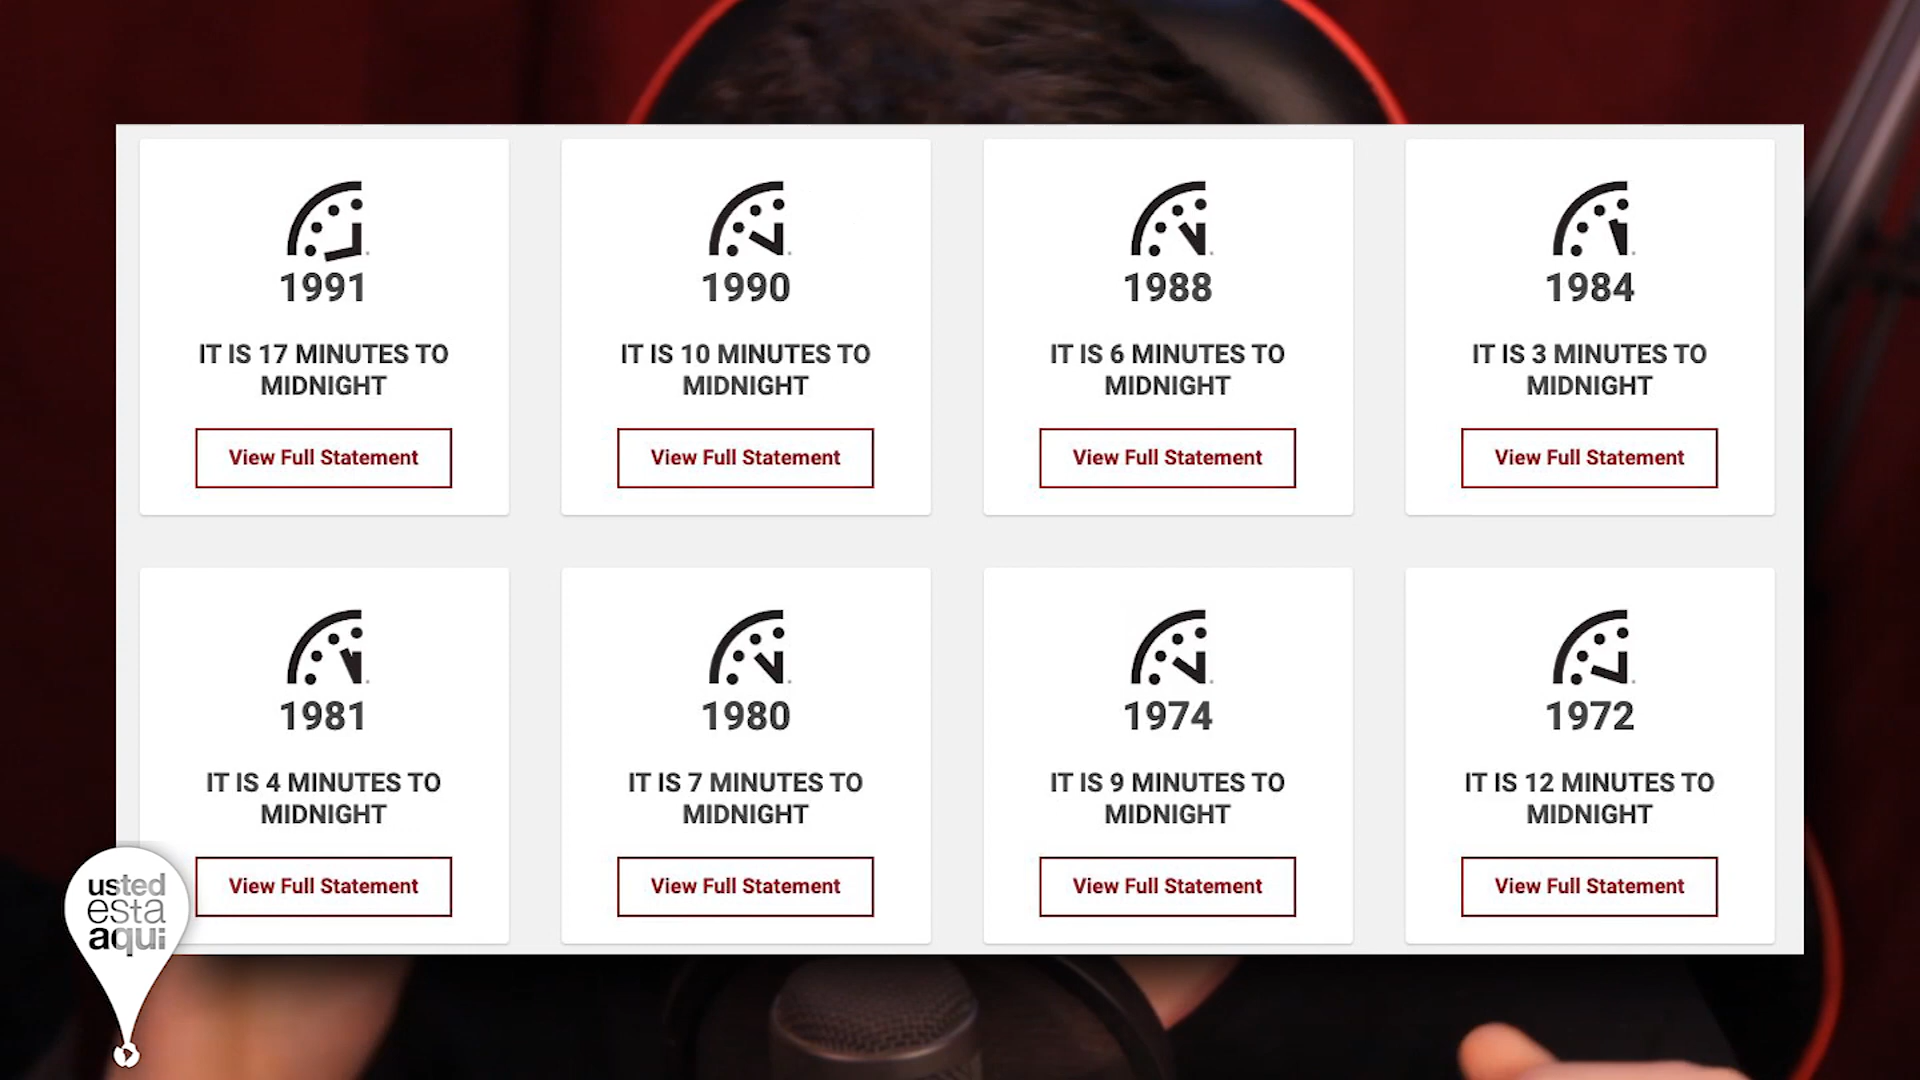 1991
IT IS 17 MINUTES TO
MIDNIGHT
View Full Statement
1990
IT IS 10 MINUTES TO
MIDNIGHT
View Full Statement
1988
IT IS 6 MINUTES TO
MIDNIGHT
View Full Statement
1984
IT IS 3 MINUTES TO
MIDNIGHT
View Full Statement
1981
IT IS 4 MINUTES TO
MIDNIGHT
View Full Statement
1980
IT IS 7 MINUTES TO
MIDNIGHT
View Full Statement
1974
IT IS 9 MINUTES TO
MIDNIGHT
View Full Statement
1972
IT IS 12 MINUTES TO
MIDNIGHT
View Full Statement
usted
esta
aqui